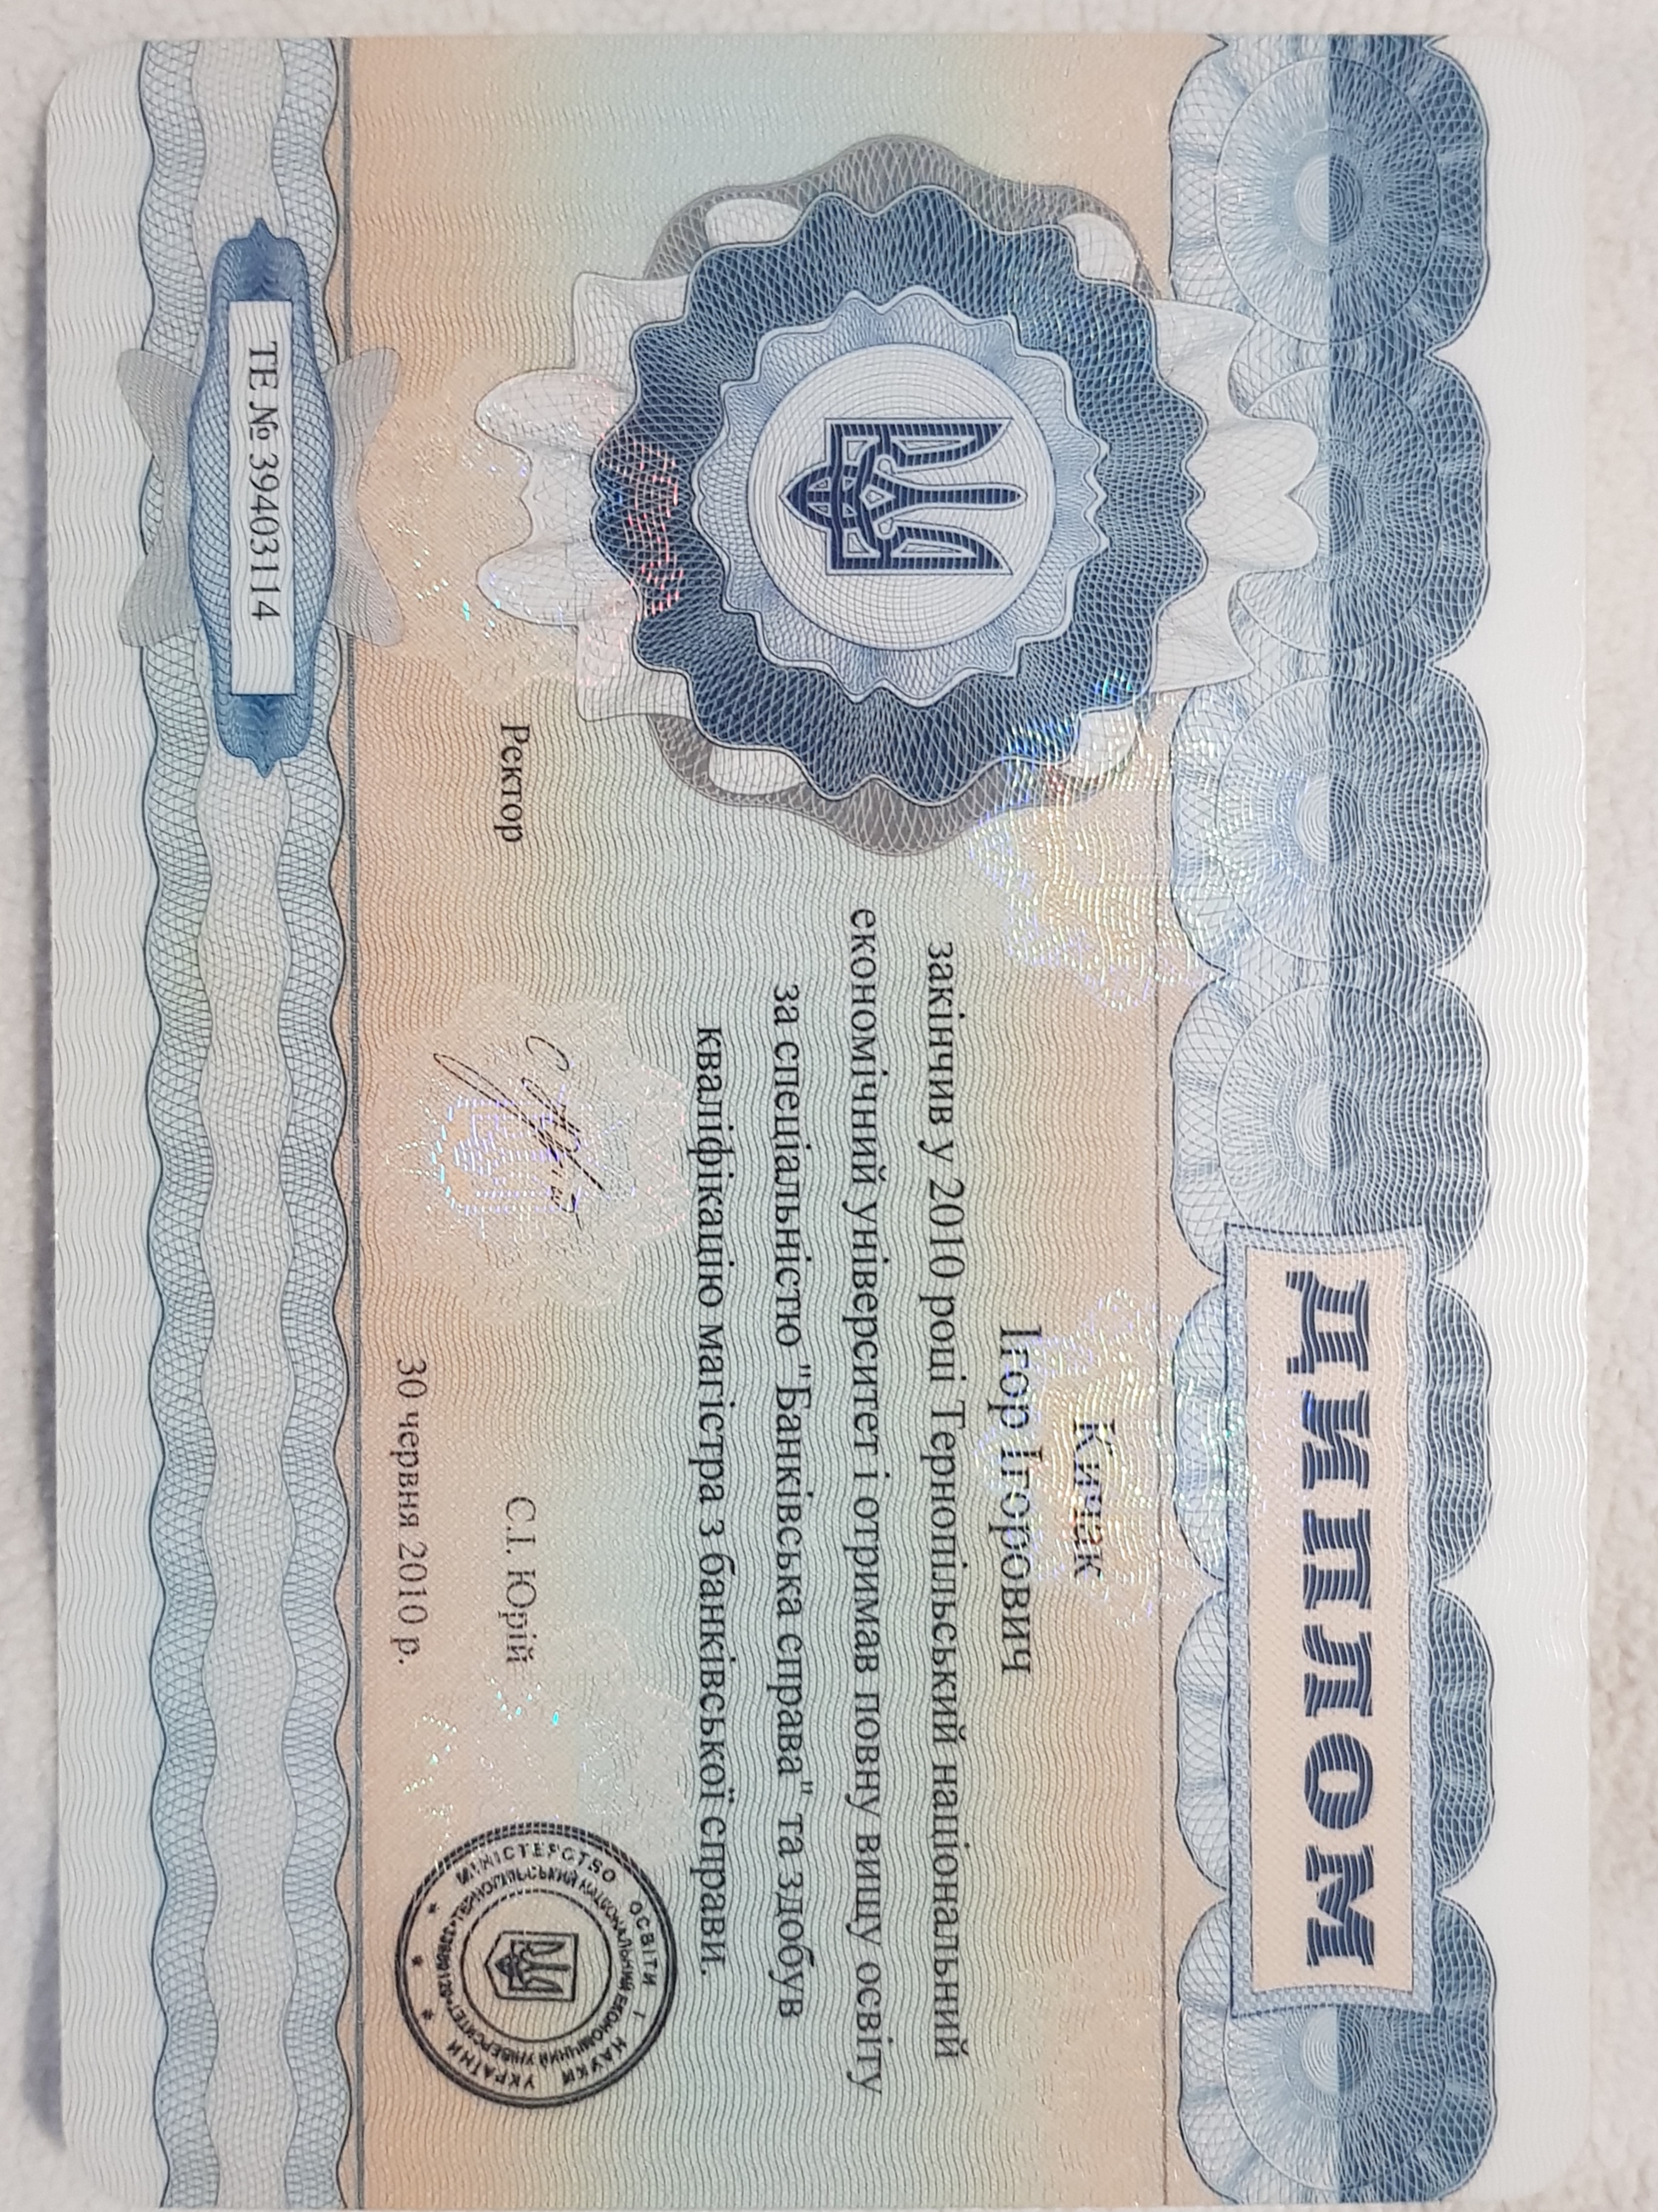 ДИПЛОМ
Кичак
Ігор Ігорович
закінчив у 2010 році Тернопільський національний
економічний університет і отримав повну вищу освіту
за спеціальністю "Банківська справа" та здобув
кваліфікацію магістра з банківської справи.
Ректор
С.І. Юрій
30 червня 2010 р.
МІНІСТЕРСТВО ОСВІТИ І НАУКИ УКРАЇНИ
ТЕРНОПІЛЬСЬКИЙ НАЦІОНАЛЬНИЙ ЕКОНОМІЧНИЙ УНІВЕРСИТЕТ
ТЕ № 39403114